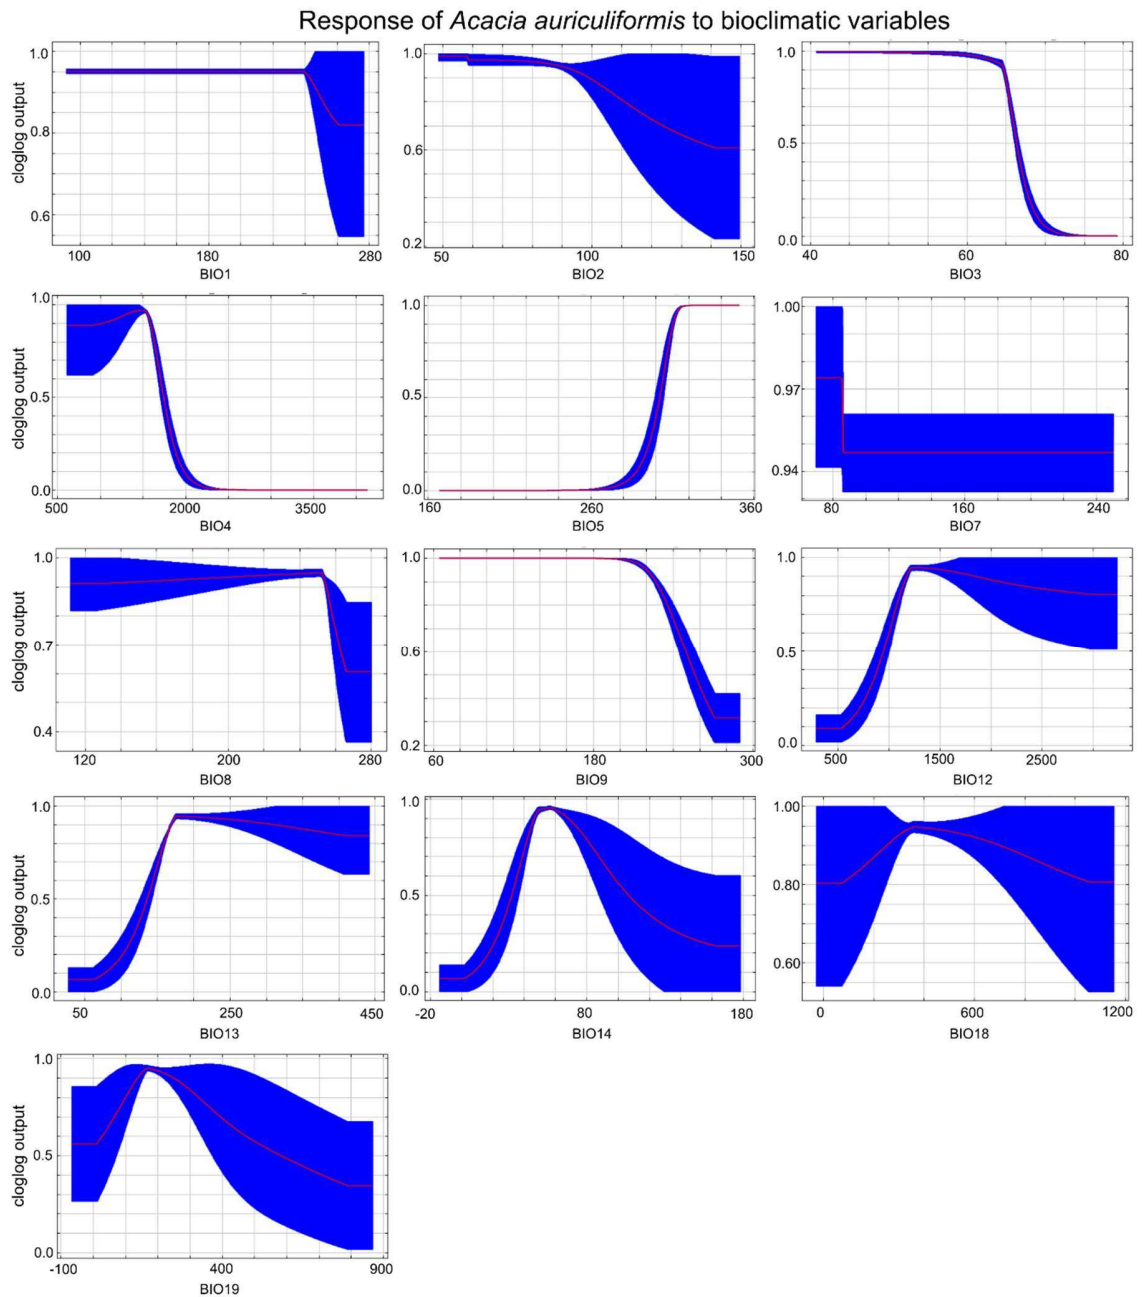 Response of Acacia auriculiformis to bioclimatic variables
cloglog output
1.0
0.8
0.6
100 180 280
BIO1
1.0
0.6
0.2
50 100 150
BIO2
1.0
0.5
0.0
40 60 80
BIO3
cloglog output
1.0
0.5
0.0
500 2000 3500
BIO4
1.0
0.5
0.0
160 260 360
BIO5
1.00
0.97
0.94
80 160 240
BIO7
cloglog output
1.0
0.7
0.4
120 200 280
BIO8
1.0
0.6
0.2
60 180 300
BIO9
1.0
0.5
0.0
500 1500 2500
BIO12
cloglog output
1.0
0.5
0.0
50 250 450
BIO13
1.0
0.5
0.0
-20 80 180
BIO14
1.00
0.80
0.60
0 600 1200
BIO18
cloglog output
1.0
0.5
0.0
-100 400 900
BIO19